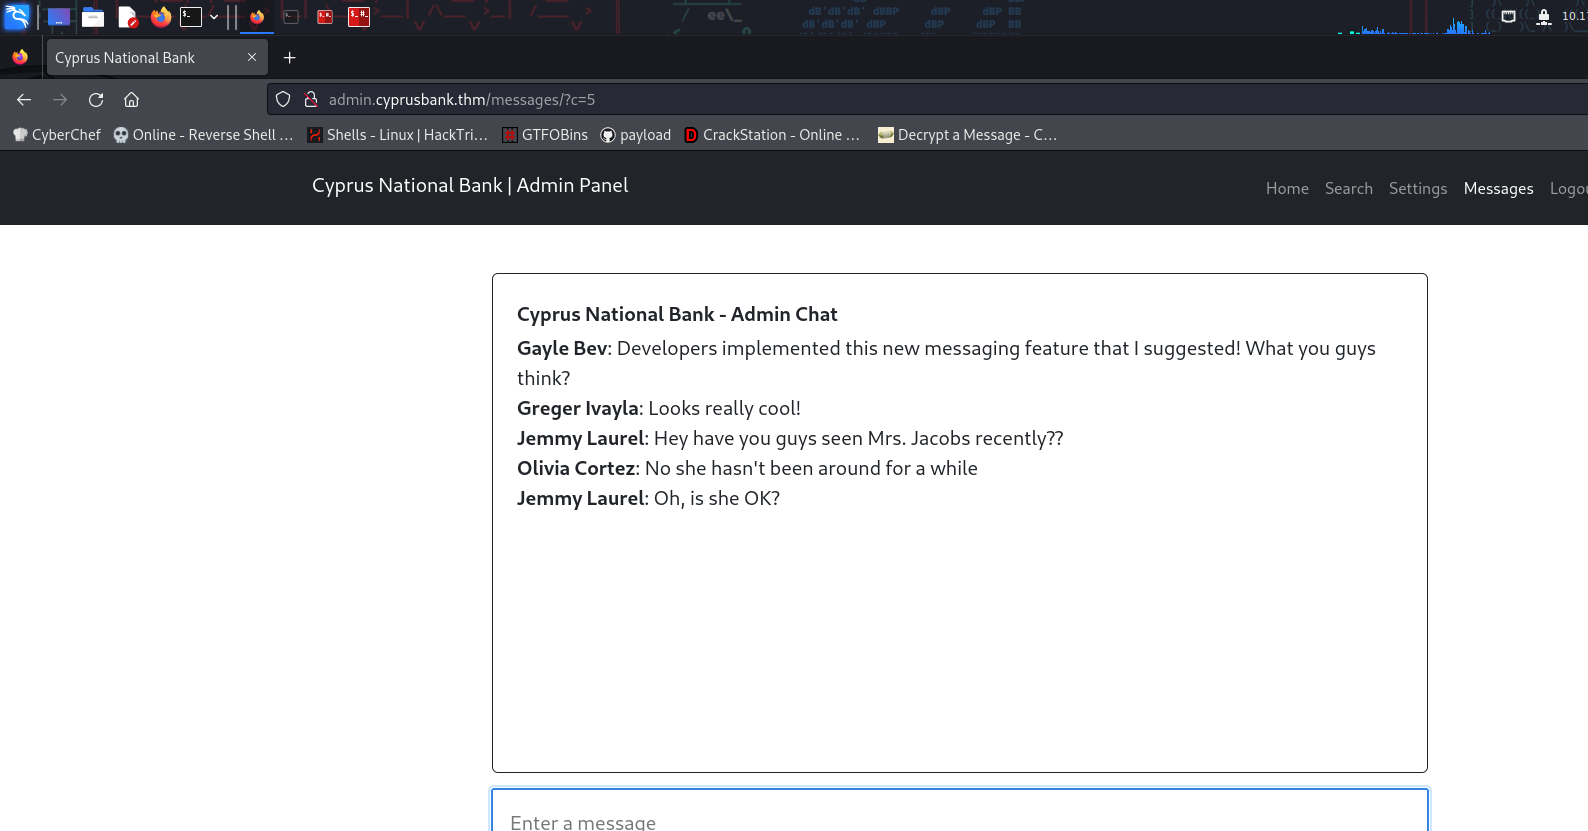 10.1
Cyprus National Bank
admin.cyprusbank.thm/messages/?c=5
CyberChef Online - Reverse Shell ... Shells - Linux | HackTri... GTFOBins payload CrackStation - Online ... Decrypt a Message - C...
Cyprus National Bank | Admin Panel
Home Search Settings Messages Logou
Cyprus National Bank - Admin Chat
Gayle Bev: Developers implemented this new messaging feature that I suggested! What you guys
think?
Greger Ivayla: Looks really cool!
Jemmy Laurel: Hey have you guys seen Mrs. Jacobs recently??
Olivia Cortez: No she hasn't been around for a while
Jemmy Laurel: Oh, is she OK?
Enter a message